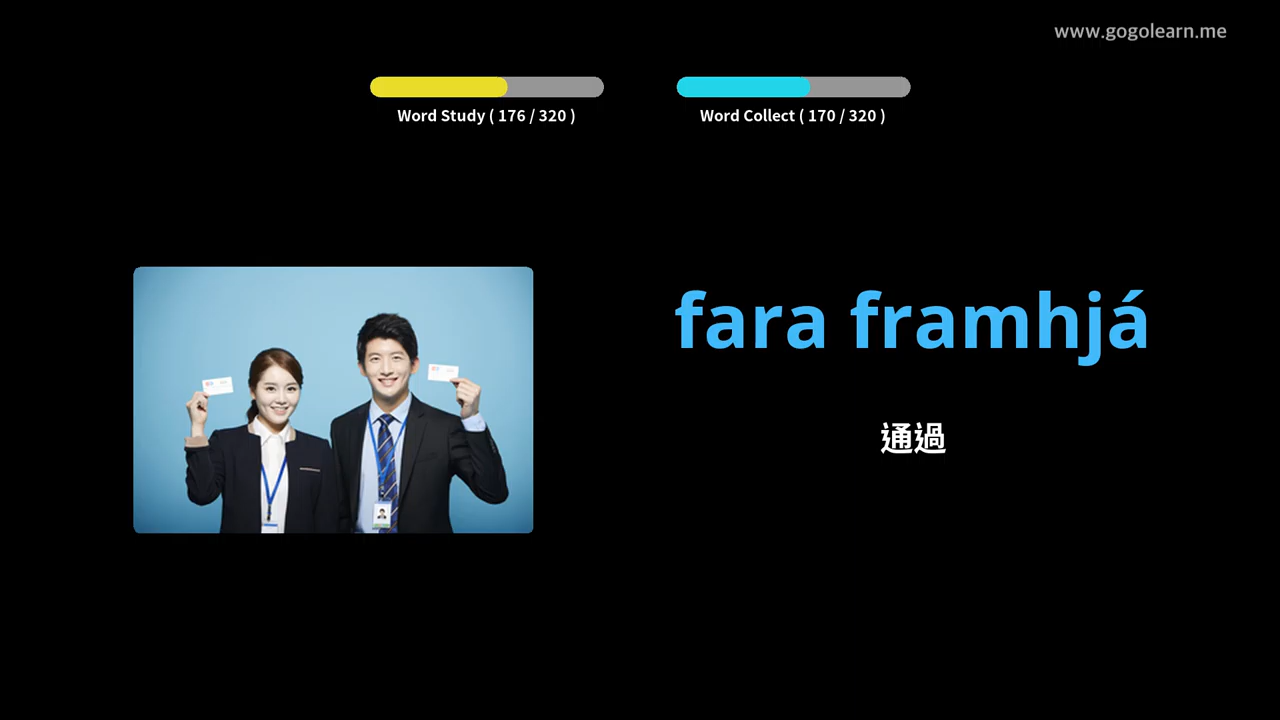 www.gogolearn.me
Word Study ( 176 / 320 )
Word Collect ( 170 / 320 )
fara framhjá
通過